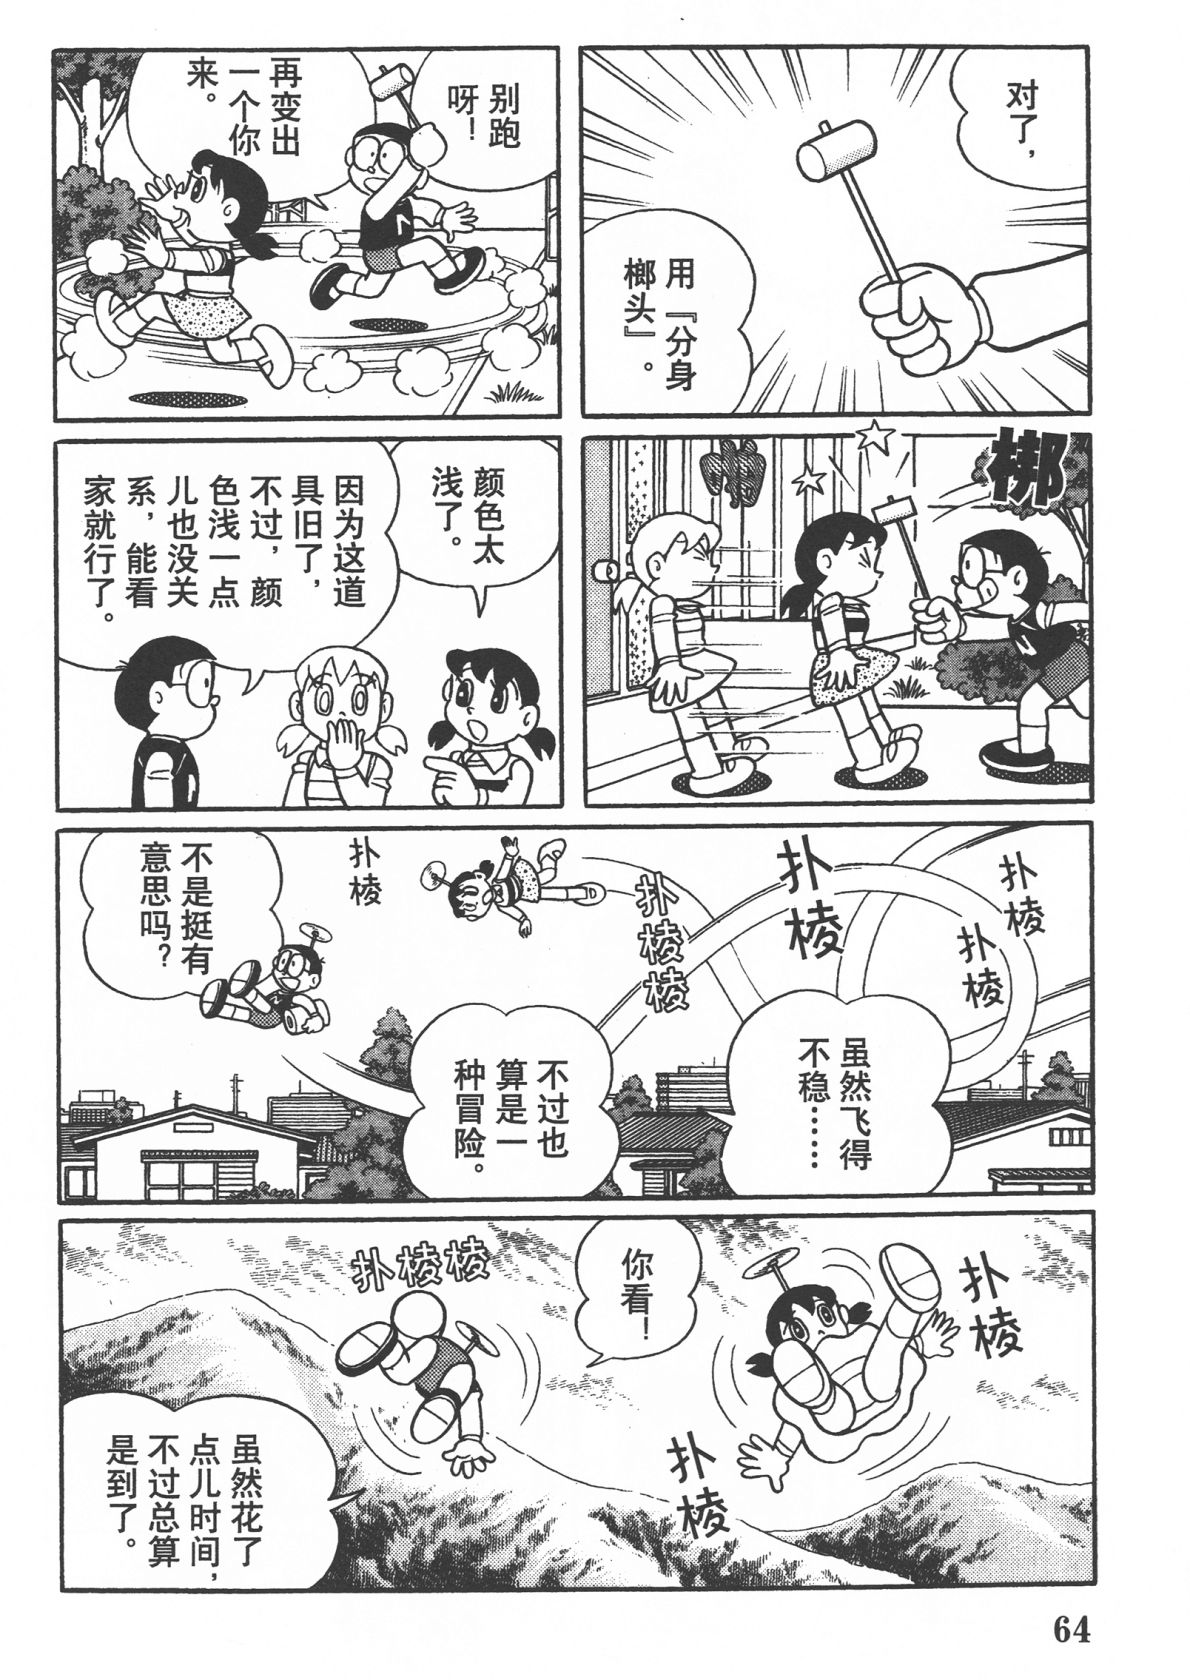 对了，
用『分身
榔头』。
别跑
呀！
再变出
一个你
来。
梆
颜色太
浅了。
因为这道
具旧了，
不过，颜
色浅一点
儿也没关
系，能看
家就行了。
扑棱
扑棱
扑棱
虽然飞得
不稳……
扑棱棱
不过也
算是一
种冒险。
扑棱
不是挺有
意思吗？
扑棱
扑棱
你看！
扑棱棱
虽然花了
点儿时间，
不过总算
是到了。
64